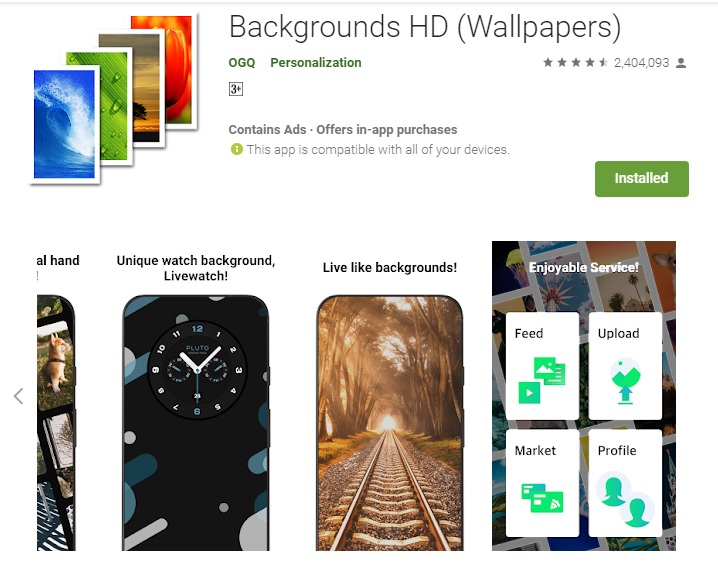 Backgrounds HD (Wallpapers)
OGQ Personalization
2,404,093
3+
Contains Ads · Offers in-app purchases
This app is compatible with all of your devices.
Installed
al hand
!
Unique watch background,
Livewatch!
Live like backgrounds!
Enjoyable Service!
12
PLUTO
24
6
Feed
Upload
Market
Profile